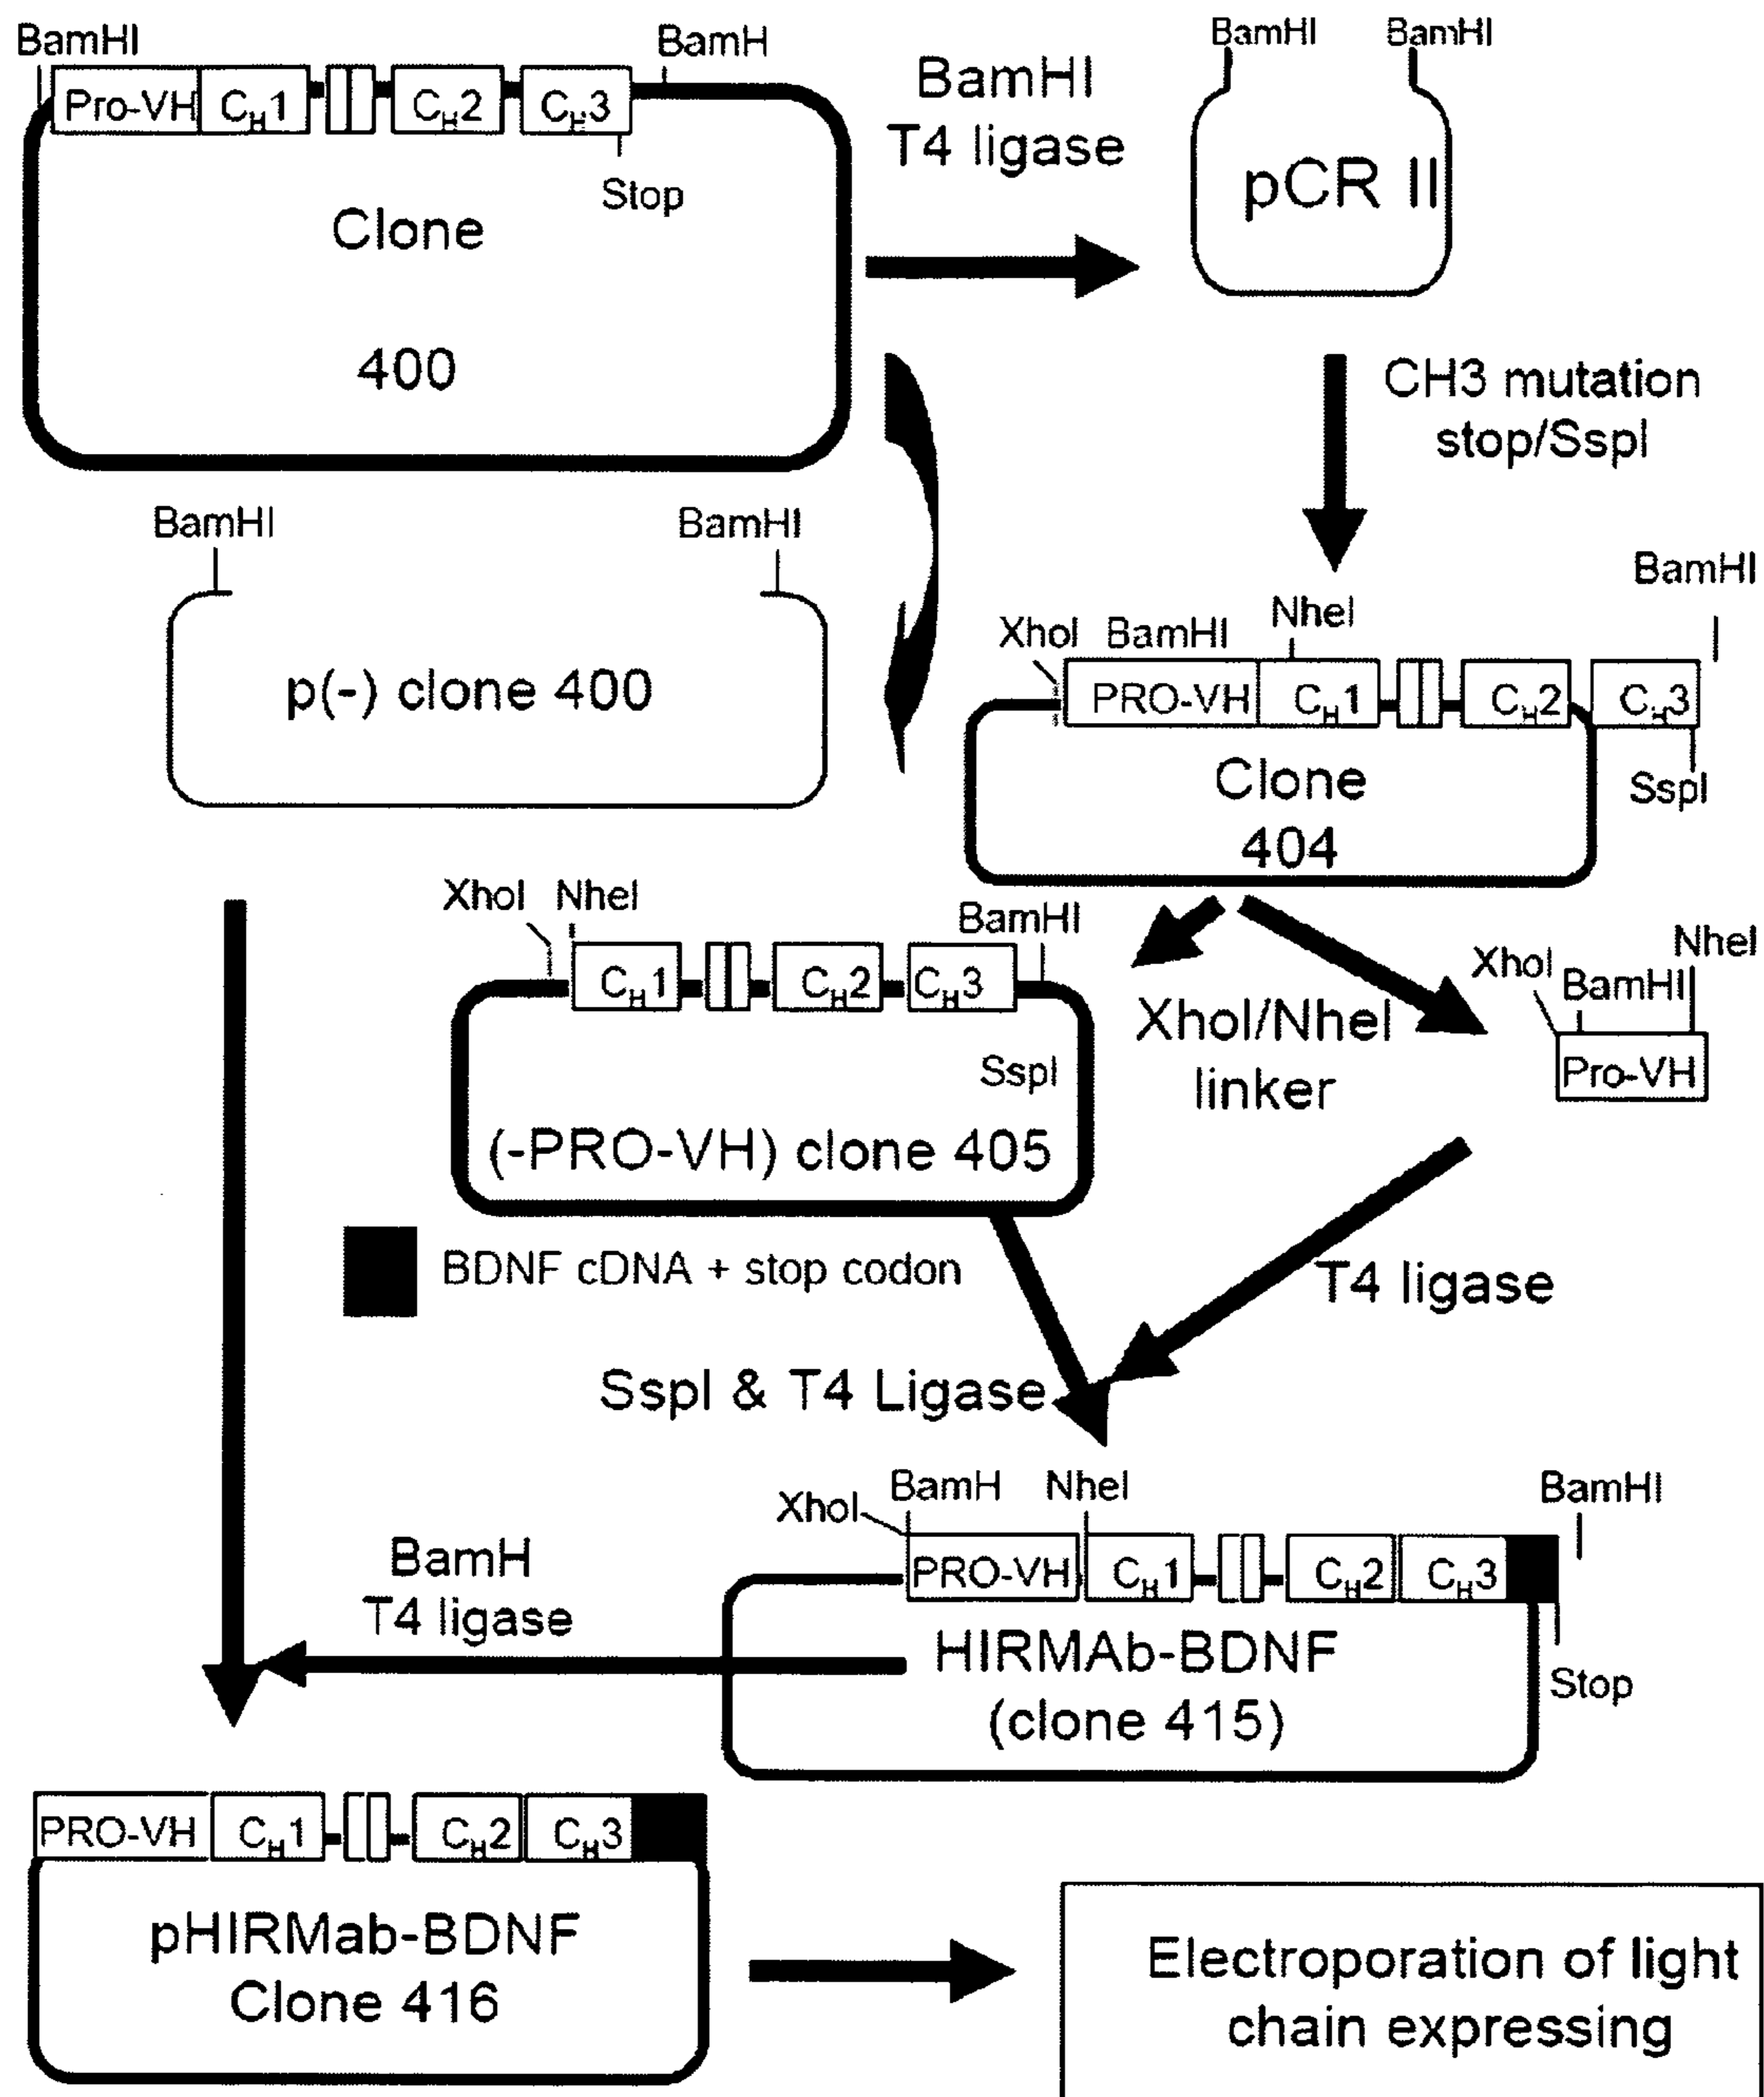 BamHI
BamH
Pro-VH CH1 CH2 CH3
Stop
Clone
400
BamHI
T4 ligase
BamHI BamHI
pCR II
CH3 mutation
stop/SspI
BamHI BamHI
p(-) clone 400
BamHI
XhoI BamHI NheI
PRO-VH CH1 CH2 CH3
SspI
Clone
404
XhoI NheI
BamHI
CH1 CH2 CH3
SspI
(-PRO-VH) clone 405
XhoI/NheI
linker
XhoI BamHI NheI
Pro-VH
BDNF cDNA + stop codon
T4 ligase
SspI & T4 Ligase
XhoI BamH NheI
BamHI
PRO-VH CH1 CH2 CH3
HIRMAb-BDNF
(clone 415)
Stop
BamH
T4 ligase
PRO-VH CH1 CH2 CH3
pHIRMab-BDNF
Clone 416
Electroporation of light
chain expressing